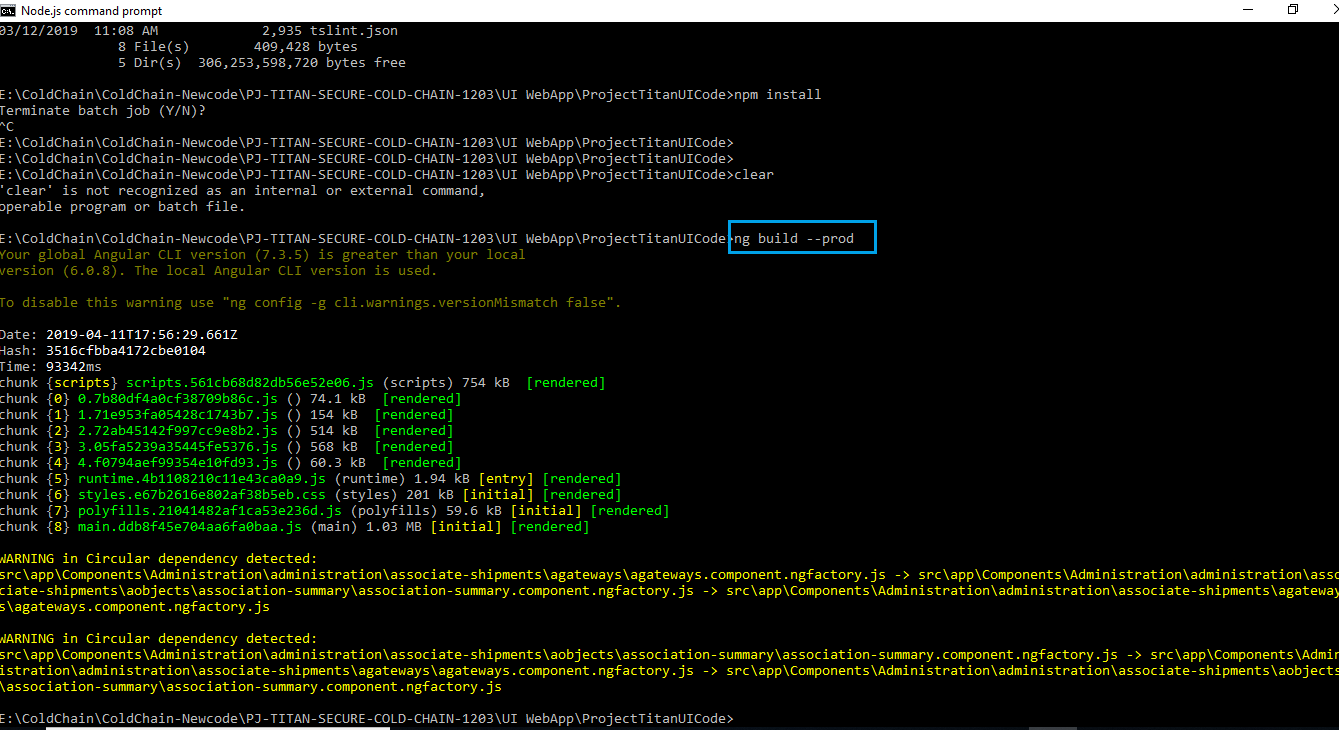 Node.js command prompt
03/12/2019  11:08 AM             2,935 tslint.json
               8 File(s)        409,428 bytes
               5 Dir(s)  306,253,598,720 bytes free
E:\ColdChain\ColdChain-Newcode\PJ-TITAN-SECURE-COLD-CHAIN-1203\UI WebApp\ProjectTitanUICode>npm install
Terminate batch job (Y/N)?
^C
E:\ColdChain\ColdChain-Newcode\PJ-TITAN-SECURE-COLD-CHAIN-1203\UI WebApp\ProjectTitanUICode>
E:\ColdChain\ColdChain-Newcode\PJ-TITAN-SECURE-COLD-CHAIN-1203\UI WebApp\ProjectTitanUICode>
E:\ColdChain\ColdChain-Newcode\PJ-TITAN-SECURE-COLD-CHAIN-1203\UI WebApp\ProjectTitanUICode>clear
'clear' is not recognized as an internal or external command,
operable program or batch file.
E:\ColdChain\ColdChain-Newcode\PJ-TITAN-SECURE-COLD-CHAIN-1203\UI WebApp\ProjectTitanUICode>ng build --prod
Your global Angular CLI version (7.3.5) is greater than your local
version (6.0.8). The local Angular CLI version is used.
To disable this warning use "ng config -g cli.warnings.versionMismatch false".
Date: 2019-04-11T17:56:29.661Z
Hash: 3516cfbba4172cbe0104
Time: 93342ms
chunk {scripts} scripts.561cb68d82db56e52e06.js (scripts) 754 kB  [rendered]
chunk {0} 0.7b80df4a0cf38709b86c.js () 74.1 kB  [rendered]
chunk {1} 1.71e953fa05428c1743b7.js () 154 kB  [rendered]
chunk {2} 2.72ab45142f997cc9e8b2.js () 514 kB  [rendered]
chunk {3} 3.05fa5239a35445fe5376.js () 568 kB  [rendered]
chunk {4} 4.f0794aef99354e10fd93.js () 60.3 kB  [rendered]
chunk {5} runtime.4b1108210c11e43ca0a9.js (runtime) 1.94 kB [entry] [rendered]
chunk {6} styles.e67b2616e802af38b5eb.css (styles) 201 kB [initial] [rendered]
chunk {7} polyfills.21041482af1ca53e236d.js (polyfills) 59.6 kB [initial] [rendered]
chunk {8} main.ddb8f45e704aa6fa0baa.js (main) 1.03 MB [initial] [rendered]
WARNING in Circular dependency detected:
src\app\Components\Administration\administration\associate-shipments\agateways\agateways.component.ngfactory.js -> src\app\Components\Administration\administration\asso
ciate-shipments\aobjects\association-summary\association-summary.component.ngfactory.js -> src\app\Components\Administration\administration\associate-shipments\agateway
s\agateways.component.ngfactory.js
WARNING in Circular dependency detected:
src\app\Components\Administration\administration\associate-shipments\aobjects\association-summary\association-summary.component.ngfactory.js -> src\app\Components\Admin
istration\administration\associate-shipments\agateways\agateways.component.ngfactory.js -> src\app\Components\Administration\administration\associate-shipments\aobjects
\association-summary\association-summary.component.ngfactory.js
E:\ColdChain\ColdChain-Newcode\PJ-TITAN-SECURE-COLD-CHAIN-1203\UI WebApp\ProjectTitanUICode>